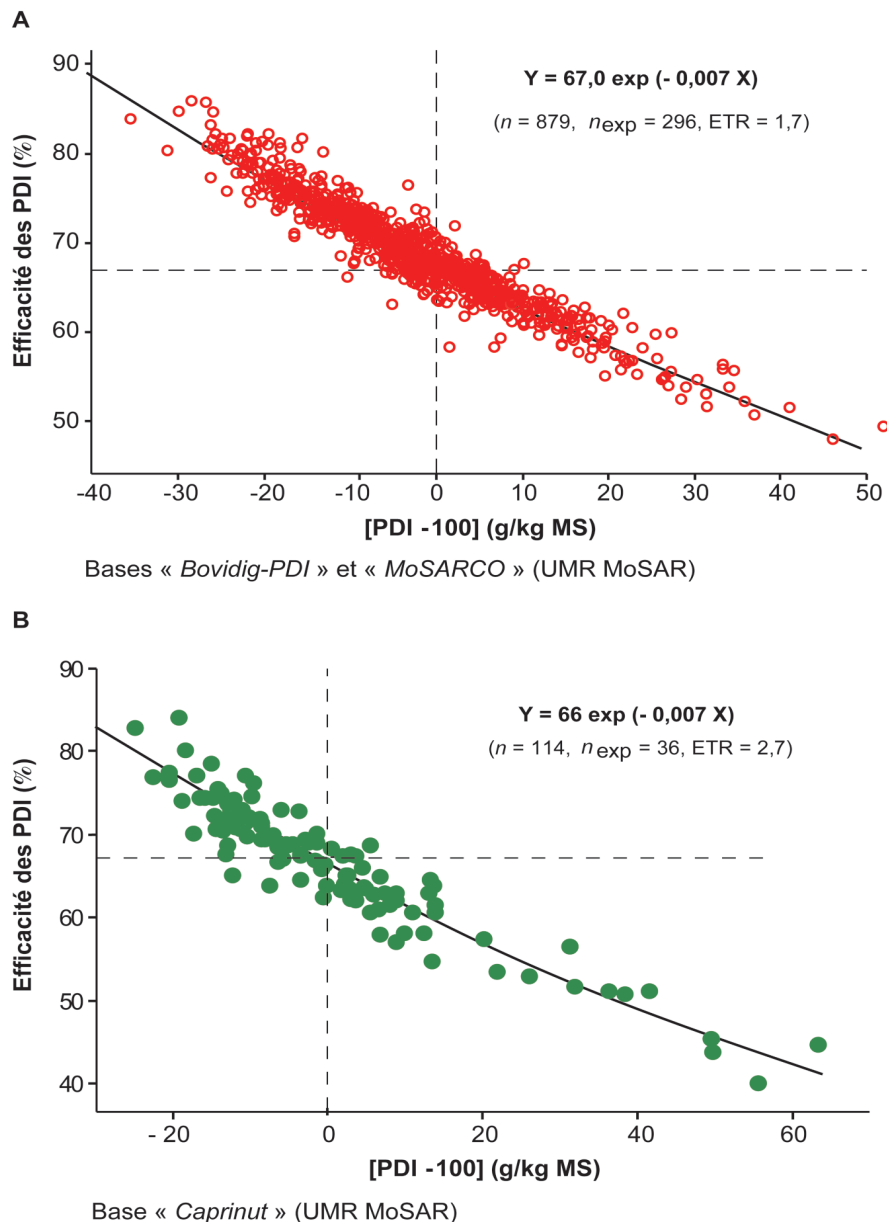 A
90
80
70
60
50
Efficacité des PDI (%)
Y = 67,0 exp (- 0,007 X)
(n = 879, nexp = 296, ETR = 1,7)
-40 -30 -20 -10 0 10 20 30 40 50
[PDI -100] (g/kg MS)
Bases « Bovidig-PDI » et « MoSARCO » (UMR MoSAR)
B
90
80
70
60
50
40
Efficacité des PDI (%)
Y = 66 exp (- 0,007 X)
(n = 114, nexp = 36, ETR = 2,7)
- 20 0 20 40 60
[PDI -100] (g/kg MS)
Base « Caprinut » (UMR MoSAR)